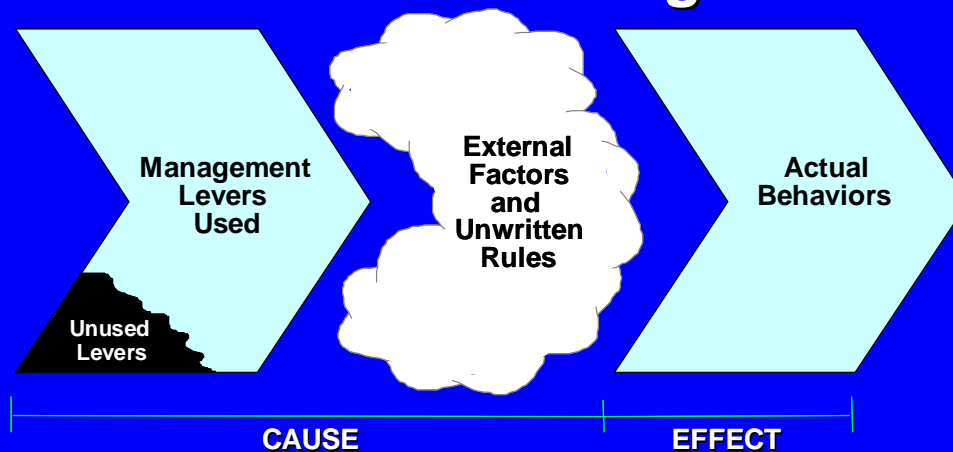 Management
Levers
Used
Unused
Levers
External
Factors
and
Unwritten
Rules
Actual
Behaviors
CAUSE
EFFECT